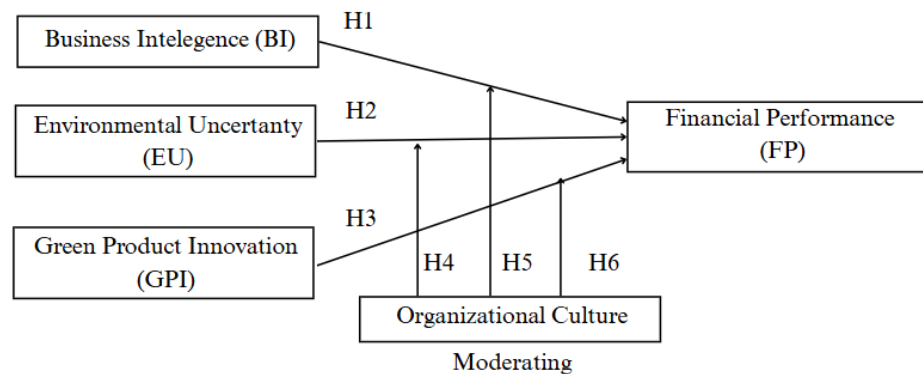 H1
Business Intelegence (BI)
H2
Environmental Uncertanty
(EU)
Financial Performance
(FP)
H3
Green Product Innovation
(GPI)
H4
H5
H6
Organizational Culture
Moderating